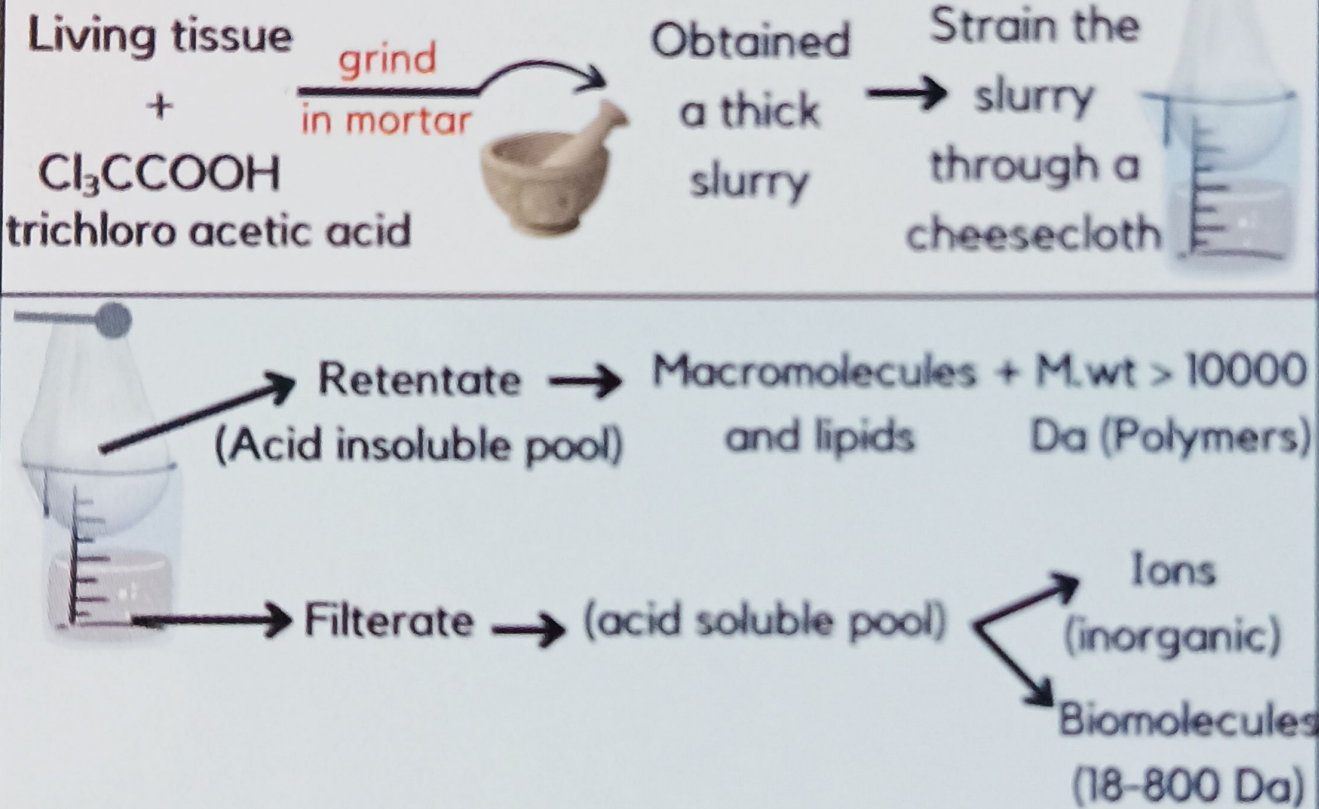 Living tissue
+
Cl₃CCOOH
trichloro acetic acid
grind
in mortar
Obtained
a thick
slurry
Strain the
slurry
through a
cheesecloth
Retentate
(Acid insoluble pool)
Macromolecules + M.wt > 10000
and lipids Da (Polymers)
Filterate
(acid soluble pool)
Ions
(inorganic)
Biomolecules
(18-800 Da)